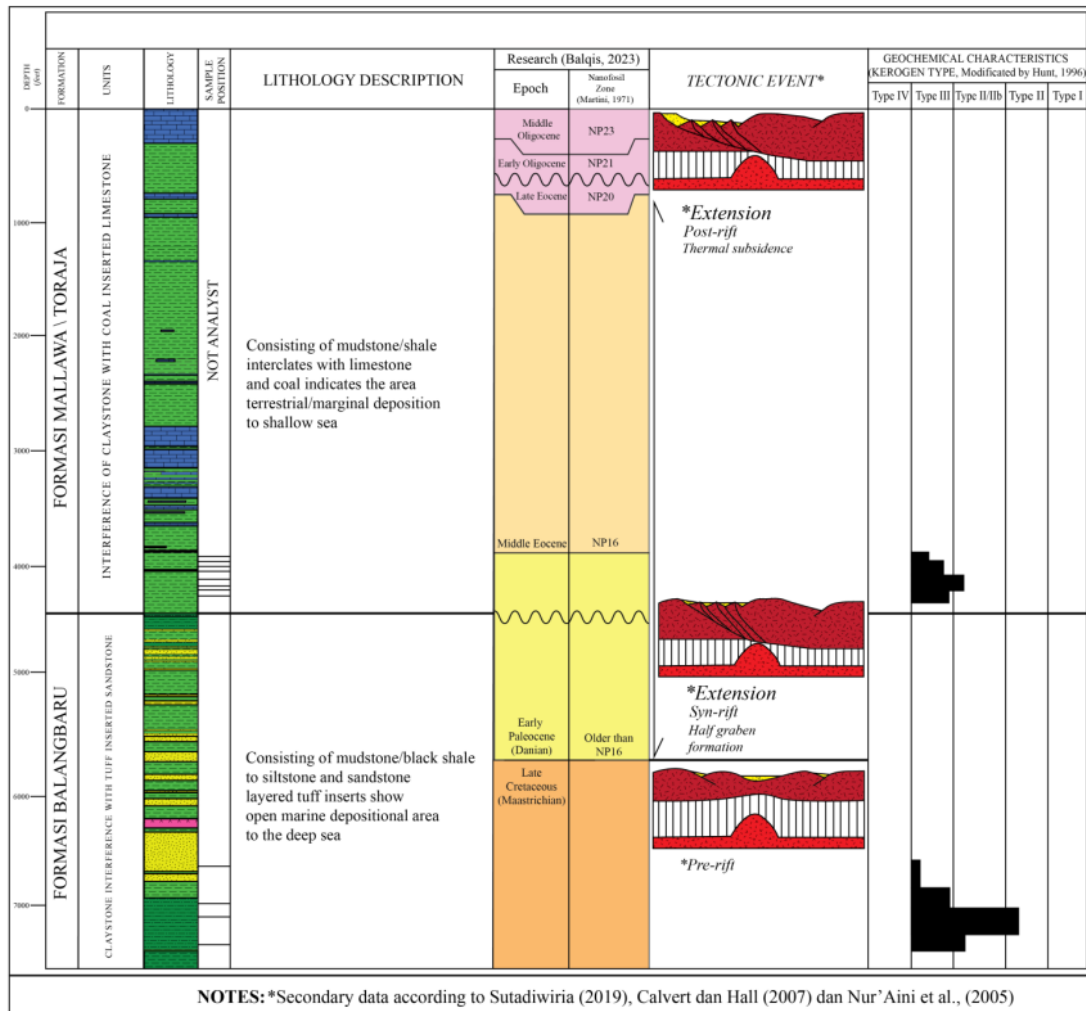 DEPTH
(feet)
FORMATION
UNITS
LITHOLOGY
SAMPLE
POSITION
LITHOLOGY DESCRIPTION
Research (Balqis, 2023)
Epoch
Nanofosil
Zone
(Martini, 1971)
TECTONIC EVENT*
GEOCHEMICAL CHARACTERISTICS
(KEROGEN TYPE, Modificated by Hunt, 1996)
Type IV
Type III
Type II/IIb
Type II
Type I
0
1000
2000
3000
4000
5000
6000
7000
FORMASI MALLAWA \ TORAJA
INTERFERENCE OF CLAYSTONE WITH COAL INSERTED LIMESTONE
NOT ANALYST
Consisting of mudstone/shale
interclates with limestone
and coal indicates the area
terrestrial/marginal deposition
to shallow sea
Middle
Oligocene
NP23
Early Oligocene
NP21
Late Eocene
NP20
Middle Eocene
NP16
*Extension
Post-rift
Thermal subsidence
FORMASI BALANGBARU
CLAYSTONE INTERFERENCE WITH TUFF INSERTED SANDSTONE
Consisting of mudstone/black shale
to siltstone and sandstone
layered tuff inserts show
open marine depositional area
to the deep sea
Early
Paleocene
(Danian)
Older than
NP16
Late
Cretaceous
(Maastrichian)
*Extension
Syn-rift
Half graben
formation
*Pre-rift
NOTES: *Secondary data according to Sutadiwiria (2019), Calvert dan Hall (2007) dan Nur'Aini et al., (2005)